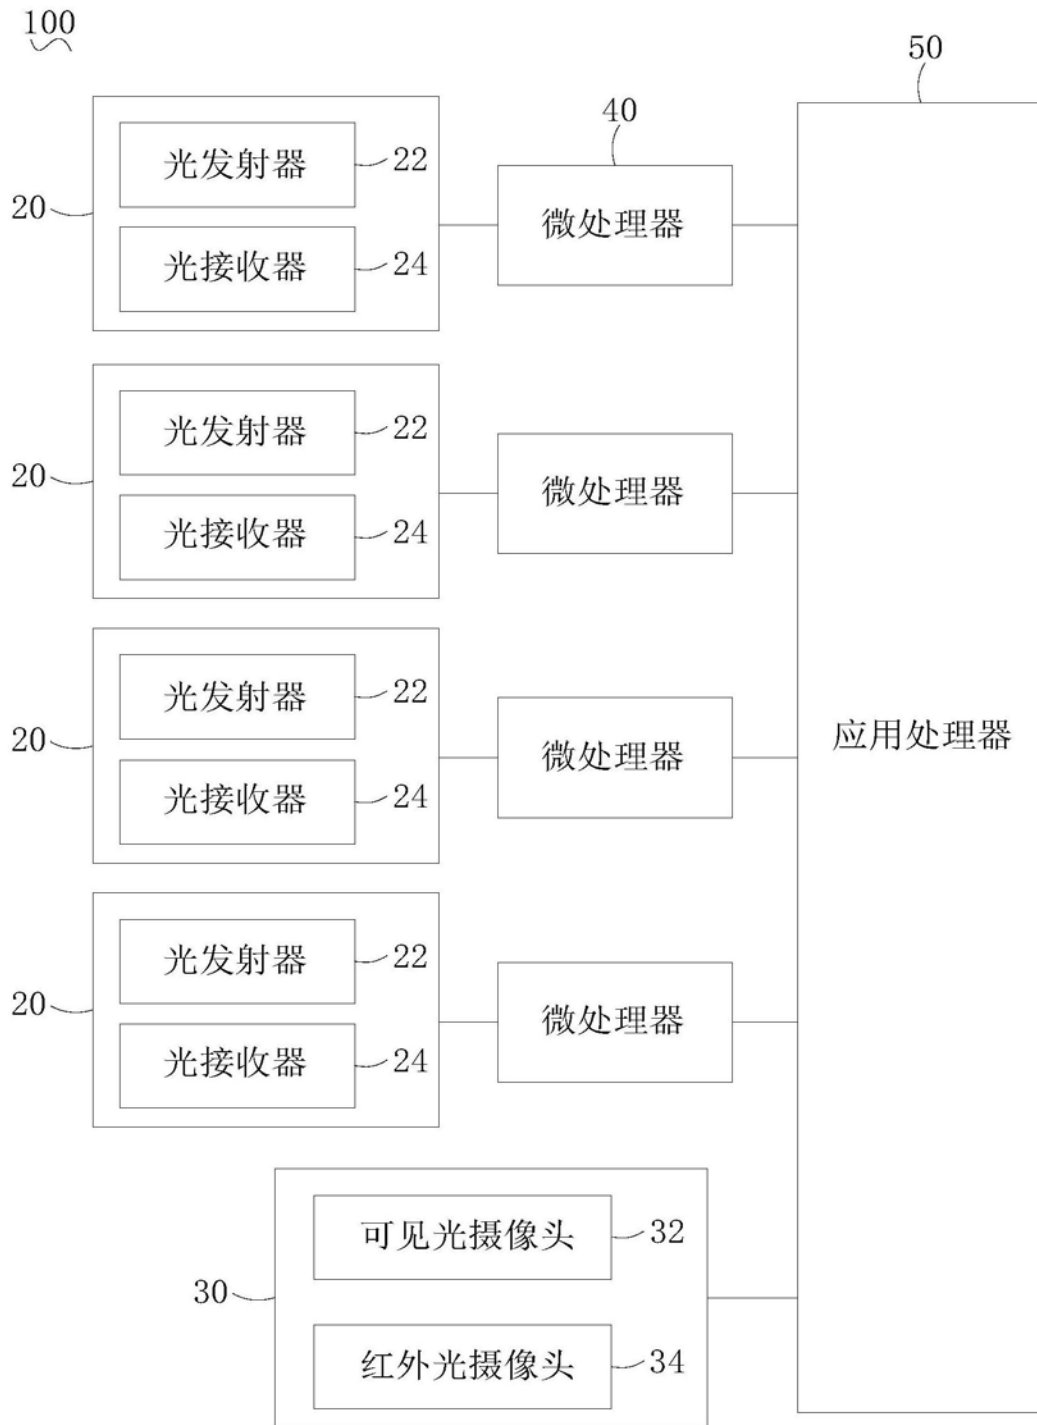 100
50
40
光发射器 22
20
光接收器 24
微处理器
光发射器 22
20
光接收器 24
微处理器
光发射器 22
20
光接收器 24
微处理器
应用处理器
光发射器 22
20
光接收器 24
微处理器
可见光摄像头 32
30
红外光摄像头 34